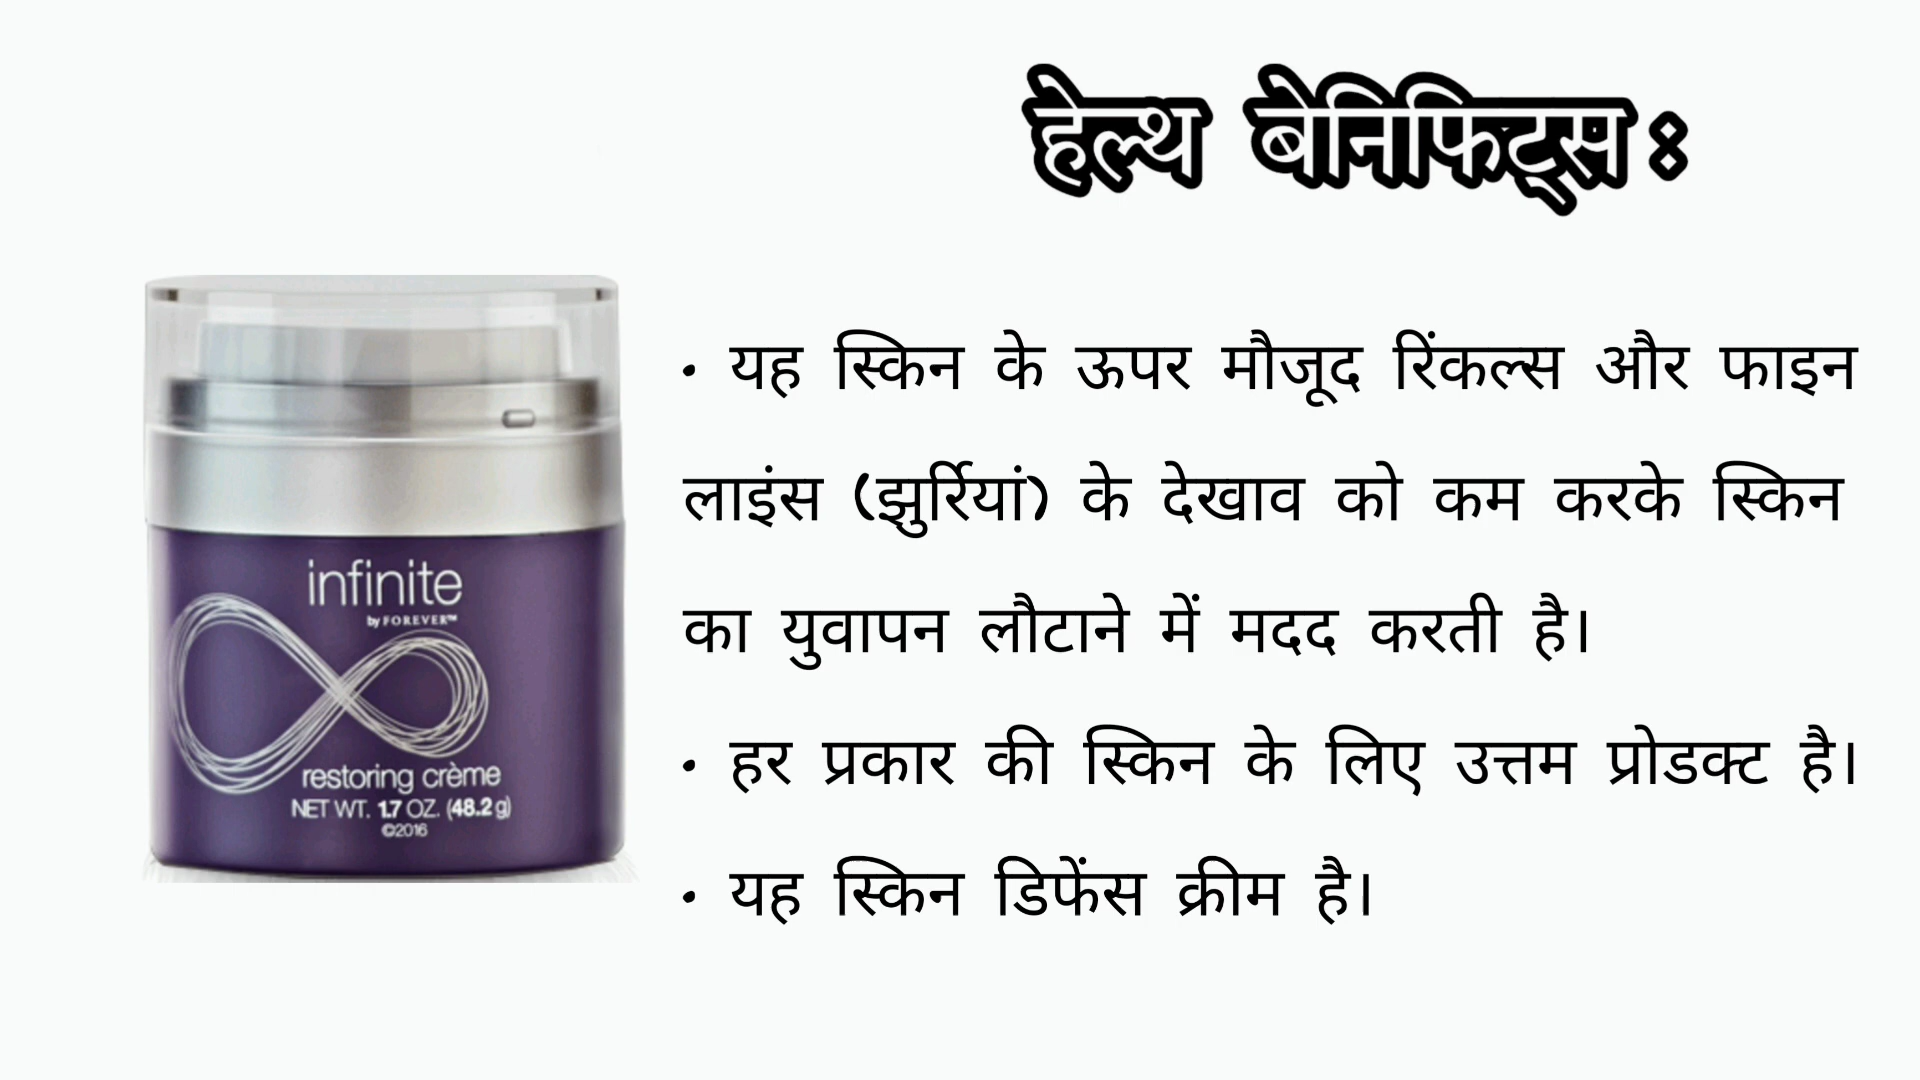 हेल्थ बेनिफिट्स:
• यह स्किन के ऊपर मौजूद रिंकल्स और फाइन
लाइंस (झुर्रियां) के देखाव को कम करके स्किन
का युवापन लौटाने में मदद करती है।
• हर प्रकार की स्किन के लिए उत्तम प्रोडक्ट है।
• यह स्किन डिफेंस क्रीम है।
infinite
by FOREVER™
restoring crème
NET WT. 1.7 OZ. (48.2 g)
©2016